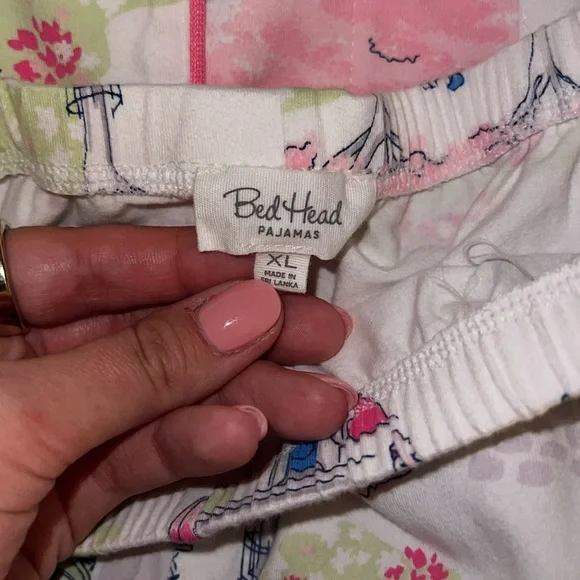 Bed Head
PAJAMAS
XL
MADE IN
SRI LANKA